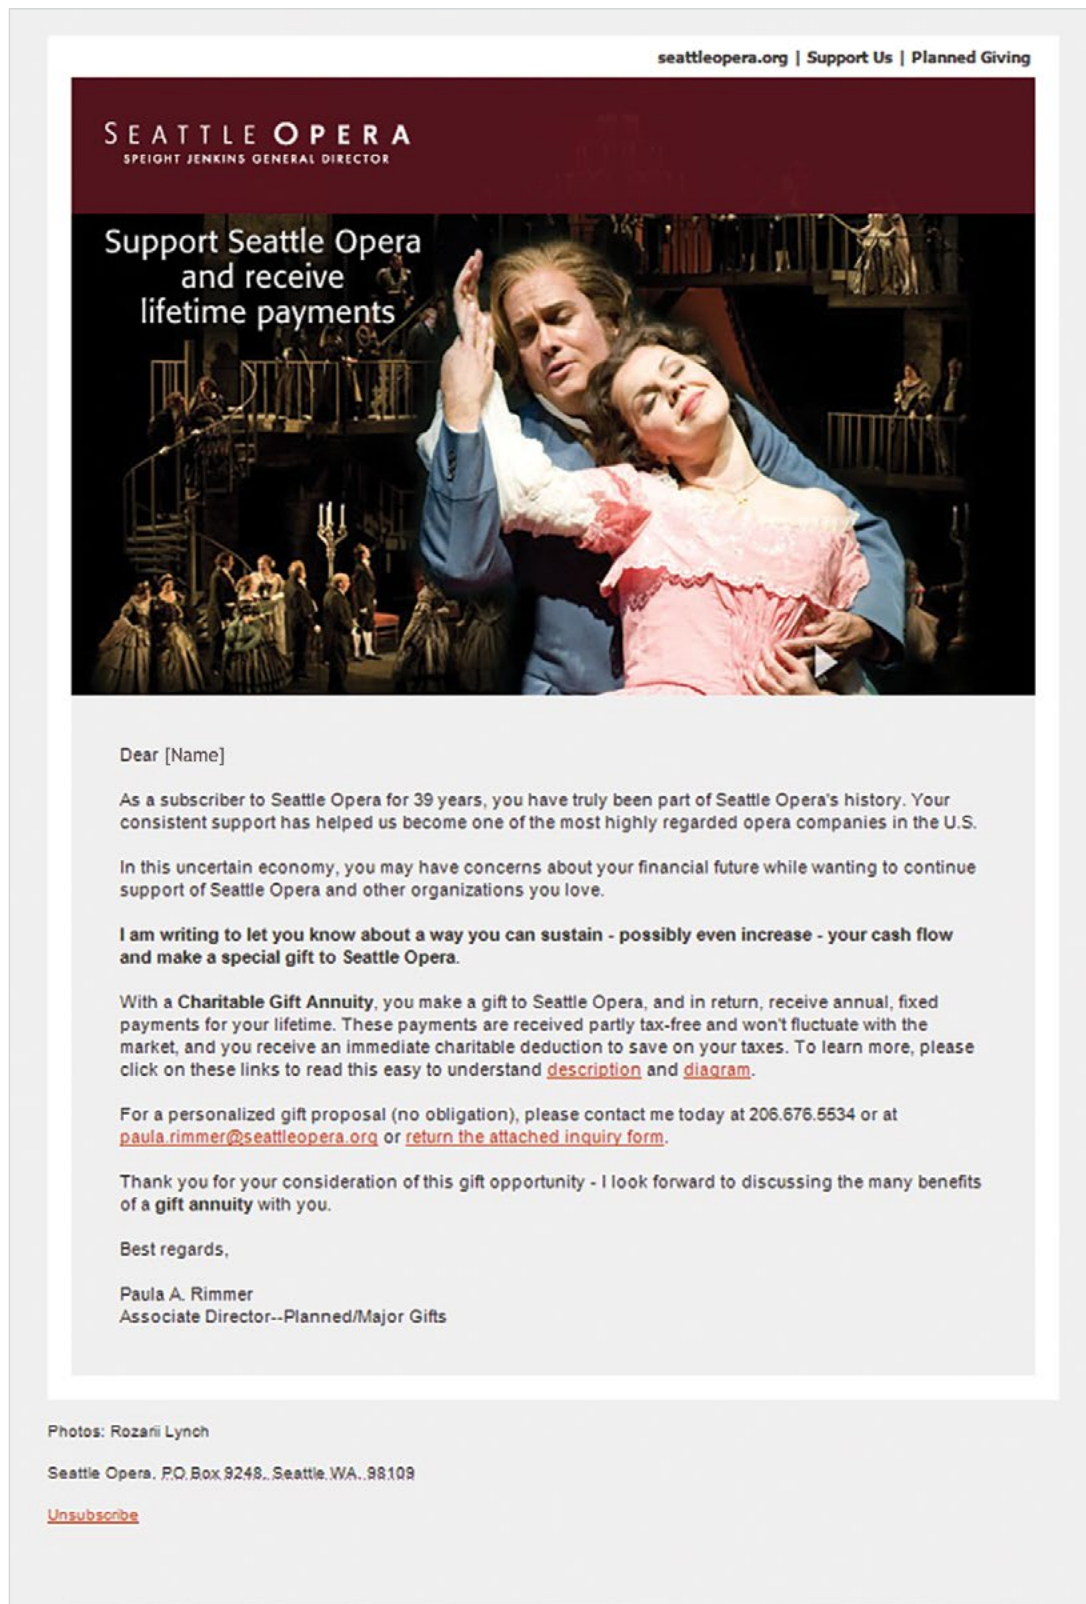 seattleopera.org | Support Us | Planned Giving
SEATTLE OPERA
SPEIGHT JENKINS GENERAL DIRECTOR
Support Seattle Opera
and receive
lifetime payments
Dear [Name]
As a subscriber to Seattle Opera for 39 years, you have truly been part of Seattle Opera's history. Your
consistent support has helped us become one of the most highly regarded opera companies in the U.S.
In this uncertain economy, you may have concerns about your financial future while wanting to continue
support of Seattle Opera and other organizations you love.
I am writing to let you know about a way you can sustain - possibly even increase - your cash flow
and make a special gift to Seattle Opera.
With a Charitable Gift Annuity, you make a gift to Seattle Opera, and in return, receive annual, fixed
payments for your lifetime. These payments are received partly tax-free and won't fluctuate with the
market, and you receive an immediate charitable deduction to save on your taxes. To learn more, please
click on these links to read this easy to understand description and diagram.
For a personalized gift proposal (no obligation), please contact me today at 206.676.5534 or at
paula.rimmer@seattleopera.org or return the attached inquiry form.
Thank you for your consideration of this gift opportunity - I look forward to discussing the many benefits
of a gift annuity with you.
Best regards,
Paula A. Rimmer
Associate Director--Planned/Major Gifts
Photos: Rozarii Lynch
Seattle Opera, PO Box 9248, Seattle WA, 98109
Unsubscribe